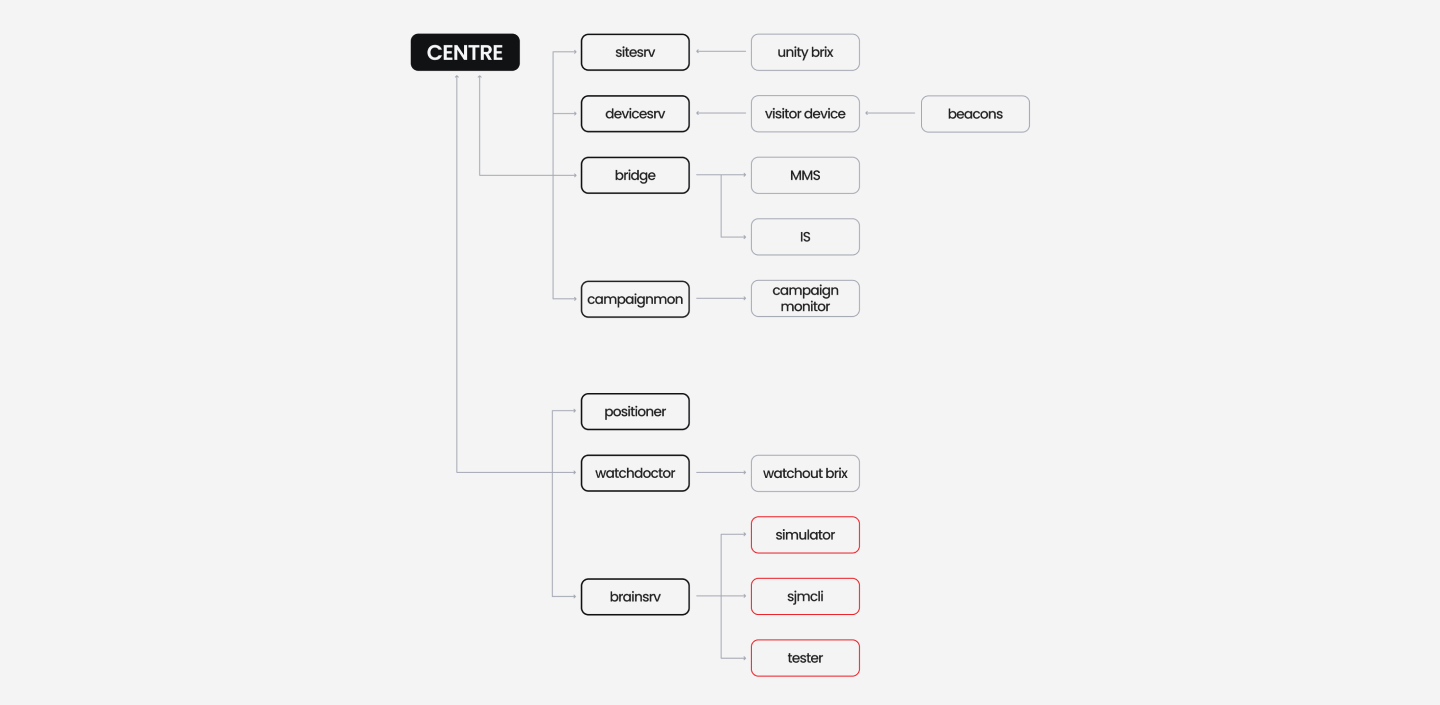 CENTRE
sitesrv
unity brix
devicesrv
visitor device
beacons
bridge
MMS
IS
campaignmon
campaign
monitor
positioner
watchdoctor
watchout brix
simulator
brainsrv
sjmcli
tester